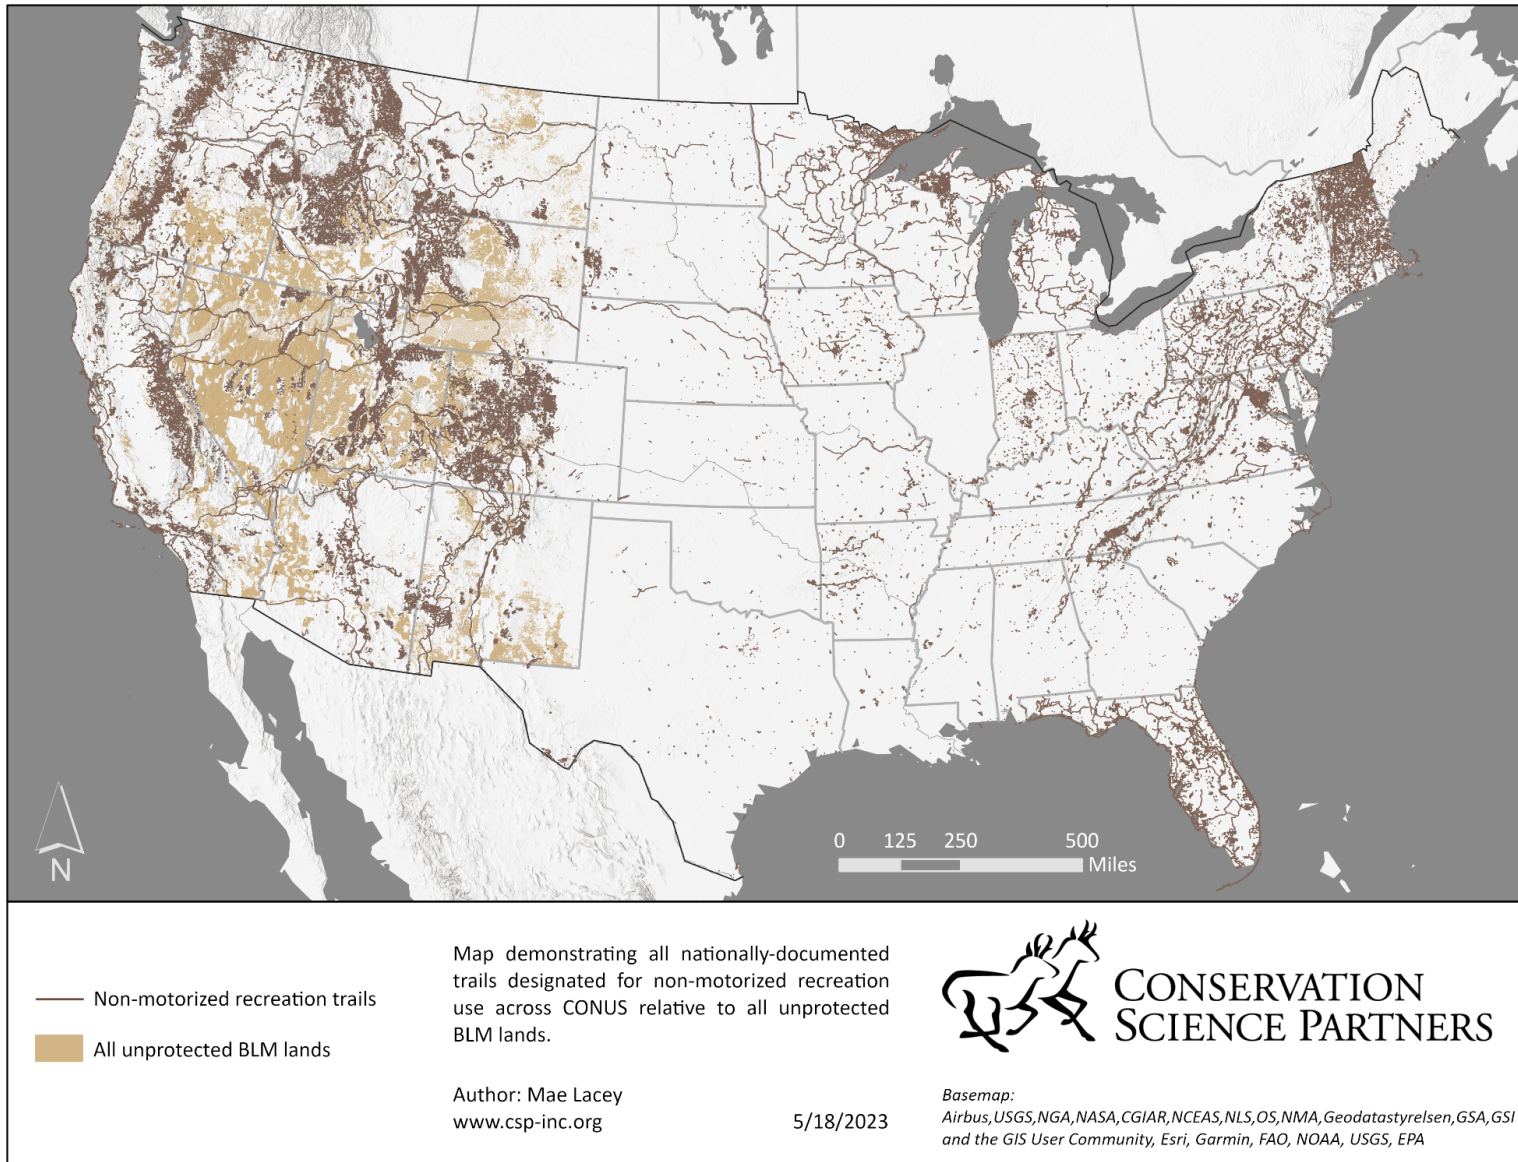 0 125 250 500
Miles
N
Non-motorized recreation trails
All unprotected BLM lands
Map demonstrating all nationally-documented
trails designated for non-motorized recreation
use across CONUS relative to all unprotected
BLM lands.
Author: Mae Lacey
www.csp-inc.org 5/18/2023
CONSERVATION
SCIENCE PARTNERS
Basemap:
Airbus,USGS,NGA,NASA,CGIAR,NCEAS,NLS,OS,NMA,Geodatastyrelsen,GSA,GSI
and the GIS User Community, Esri, Garmin, FAO, NOAA, USGS, EPA